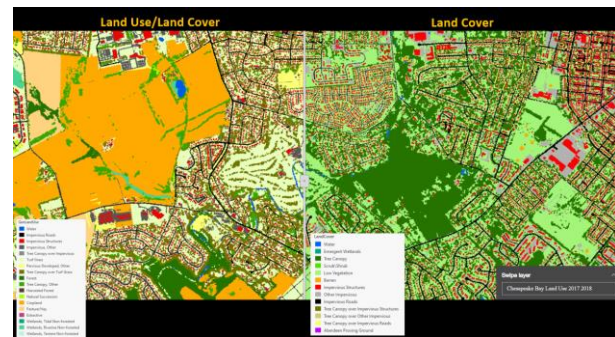 Land Use/Land Cover
Land Cover
Water
Impervious Roads
Impervious Structures
Impervious, Other
Tree Canopy over Impervious
Turf Grass
Pervious Developed, Other
Tree Canopy over Turf Grass
Forest
Tree Canopy, Other
Harvested Forest
Natural Succession
Cropland
Pasture/Hay
Extractive
Wetlands, Tidal Non-forested
Wetlands, Riverine Non-forested
Wetlands, Terrene Non-forested
LandCover
Water
Emergent Wetlands
Tree Canopy
Scrub\Shrub
Low Vegetation
Barren
Impervious Structures
Other Impervious
Impervious Roads
Tree Canopy over Impervious Structures
Tree Canopy over Other Impervious
Tree Canopy over Impervious Roads
Aberdeen Proving Ground
Swipe layer
Chesapeake Bay Land Use 2017 2018